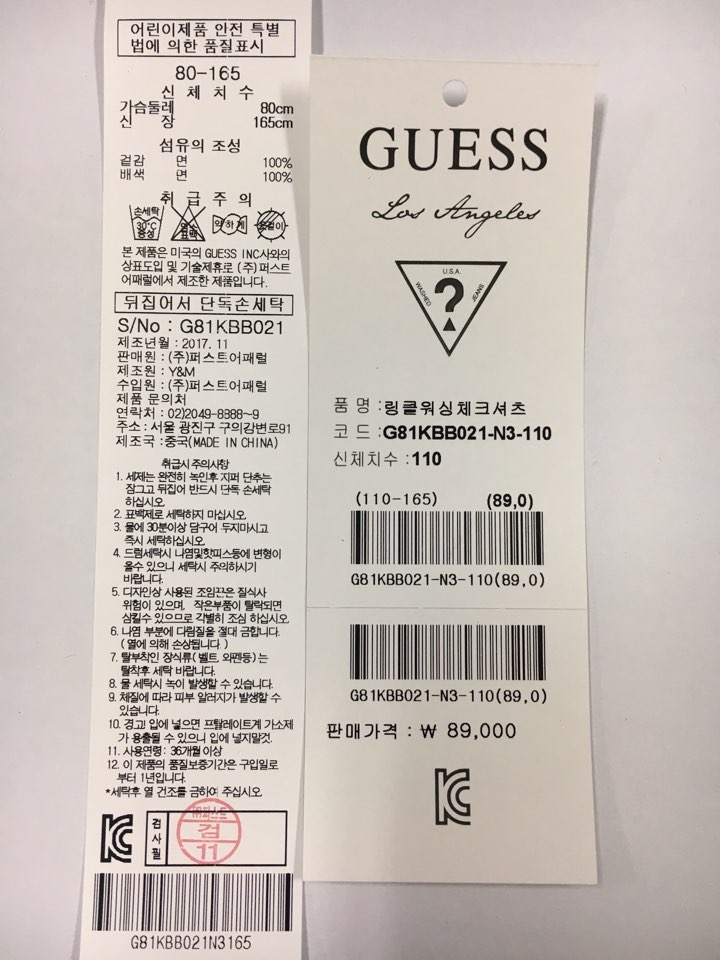 어린이제품 안전 특별
법에 의한 품질표시
80-165
신 체 치 수
가슴둘레 80cm
신 장 165cm
섬유의 조성
겉감 면 100%
배색 면 100%
취 급 주 의
손세탁 30°C 중성 염소 표백 약하게 옷걸이
본 제품은 미국의 GUESS INC사와의
상표도입 및 기술제휴로 (주)퍼스트
어패럴에서 제조한 제품입니다.
뒤집어서 단독손세탁
S/No : G81KBB021
제조년월 : 2017. 11
판매원 : (주)퍼스트어패럴
제조원 : Y&M
수입원 : (주)퍼스트어패럴
제품 문의처
연락처 : 02)2049-8888~9
주소 : 서울 광진구 구의강변로91
제조국 :중국(MADE IN CHINA)
취급시 주의사항
1. 세제는 완전히 녹인후 지퍼 단추는
잠그고 뒤집어 반드시 단독 손세탁
하십시오.
2. 표백제로 세탁하지 마십시오.
3. 물에 30분이상 담구어 두지마시고
즉시 세탁하십시오.
4. 드럼세탁시 나염및핫피스등에 변형이
올수 있으니 세탁시 주의하시기
바랍니다.
5. 디자인상 사용된 조임끈은 질식사
위험이 있으며, 작은부품이 탈락되면
삼킬수 있으므로 각별히 조심 하십시오.
6. 나염 부분에 다림질을 절대 금합니다.
(열에 의해 손상됩니다.)
7. 탈부착인 장식류(벨트, 와펜등)는
탈착후 세탁 바랍니다.
8. 물 세탁시 녹이 발생할 수 있습니다.
9. 체질에 따라 피부 알러지가 발생할 수
있습니다.
10. 경고! 입에 넣으면 프탈레이트계 가소제
가 용출될 수 있으니 입에 넣지말것.
11. 사용연령: 36개월 이상
12. 이 제품의 품질보증기간은 구입일로
부터 1년입니다.
*세탁후 열 건조를 금하여 주십시오.
검사필
검
11
G81KBB021N3165
GUESS
Los Angeles
U.S.A.
WASHED ? JEANS
품 명 :링클워싱체크셔츠
코 드 :G81KBB021-N3-110
신체치수 :110
(110-165) (89,0)
G81KBB021-N3-110(89,0)
G81KBB021-N3-110(89,0)
판매가격 : ₩ 89,000